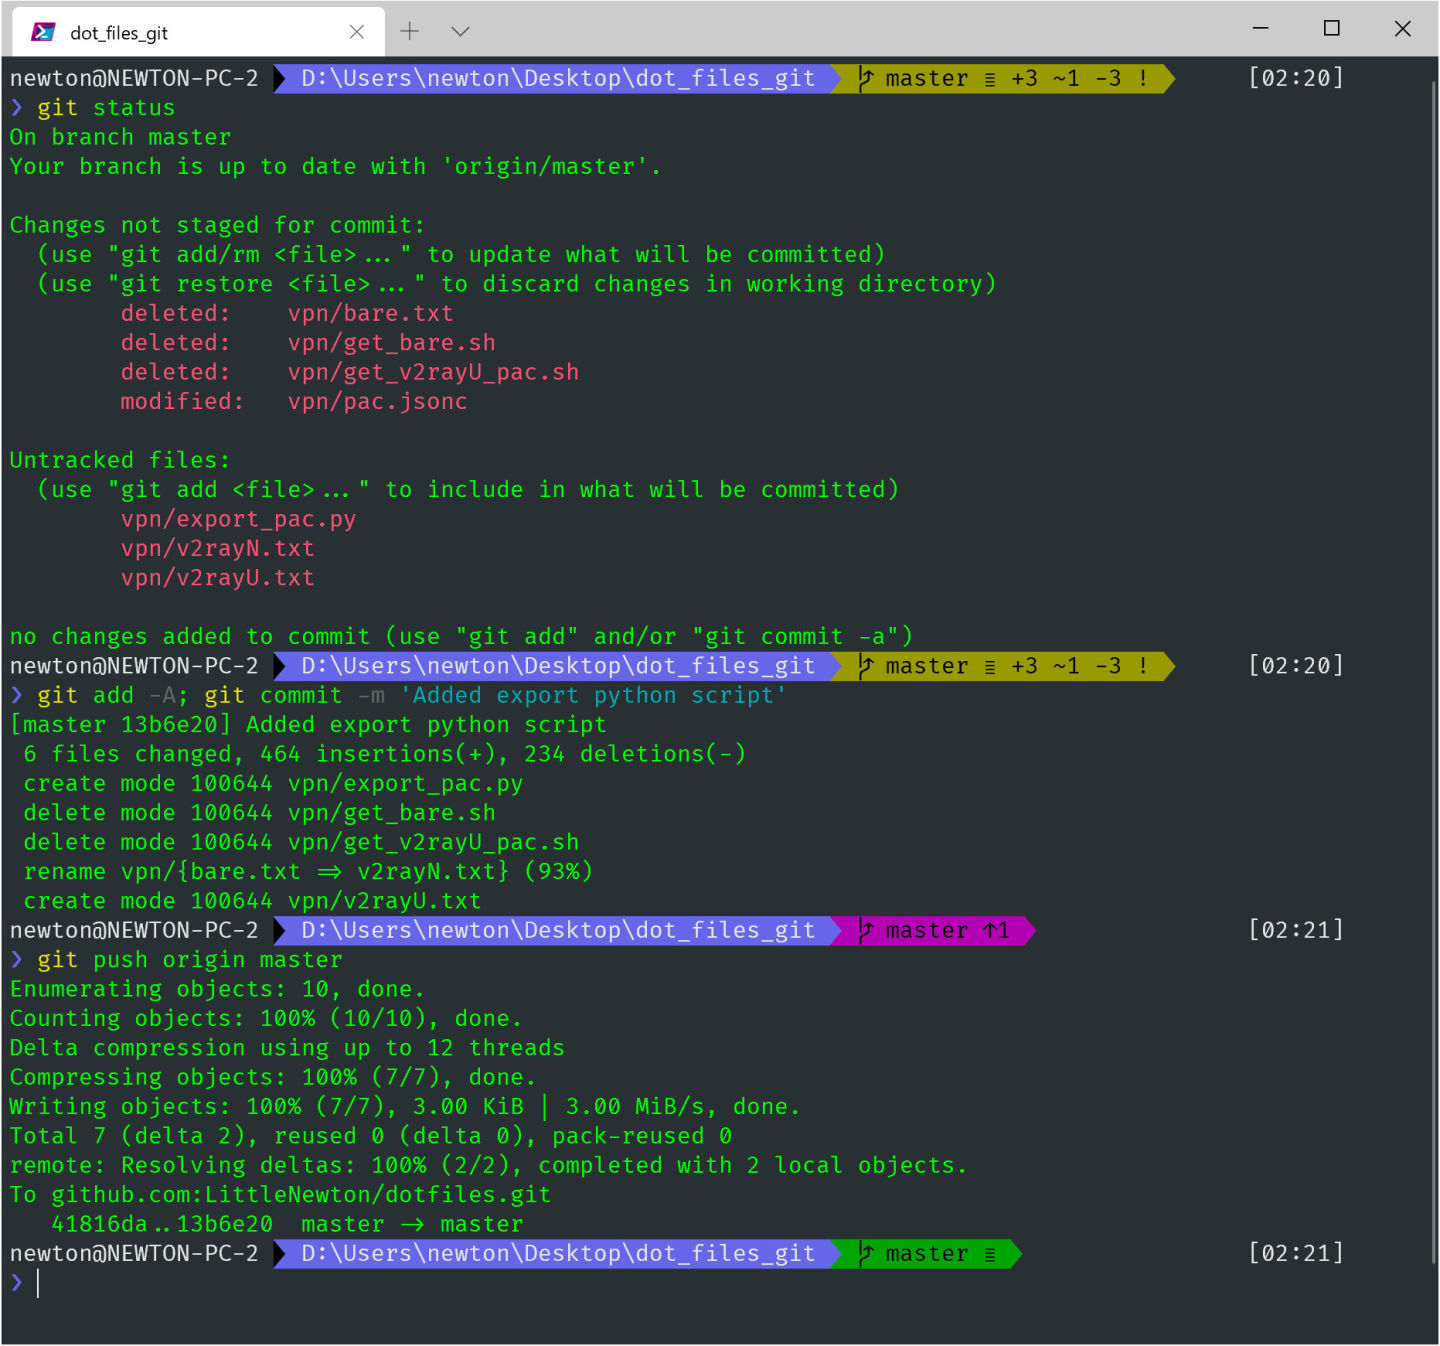 dot_files_git
newton@NEWTON-PC-2 D:\Users\newton\Desktop\dot_files_git master ≡ +3 ~1 -3 ! [02:20]
❯ git status
On branch master
Your branch is up to date with 'origin/master'.
Changes not staged for commit:
(use "git add/rm <file>..." to update what will be committed)
(use "git restore <file>..." to discard changes in working directory)
deleted: vpn/bare.txt
deleted: vpn/get_bare.sh
deleted: vpn/get_v2rayU_pac.sh
modified: vpn/pac.jsonc
Untracked files:
(use "git add <file>..." to include in what will be committed)
vpn/export_pac.py
vpn/v2rayN.txt
vpn/v2rayU.txt
no changes added to commit (use "git add" and/or "git commit -a")
newton@NEWTON-PC-2 D:\Users\newton\Desktop\dot_files_git master ≡ +3 ~1 -3 ! [02:20]
❯ git add -A; git commit -m 'Added export python script'
[master 13b6e20] Added export python script
6 files changed, 464 insertions(+), 234 deletions(-)
create mode 100644 vpn/export_pac.py
delete mode 100644 vpn/get_bare.sh
delete mode 100644 vpn/get_v2rayU_pac.sh
rename vpn/{bare.txt => v2rayN.txt} (93%)
create mode 100644 vpn/v2rayU.txt
newton@NEWTON-PC-2 D:\Users\newton\Desktop\dot_files_git master ↑1 [02:21]
❯ git push origin master
Enumerating objects: 10, done.
Counting objects: 100% (10/10), done.
Delta compression using up to 12 threads
Compressing objects: 100% (7/7), done.
Writing objects: 100% (7/7), 3.00 KiB | 3.00 MiB/s, done.
Total 7 (delta 2), reused 0 (delta 0), pack-reused 0
remote: Resolving deltas: 100% (2/2), completed with 2 local objects.
To github.com:LittleNewton/dotfiles.git
41816da..13b6e20 master -> master
newton@NEWTON-PC-2 D:\Users\newton\Desktop\dot_files_git master ≡ [02:21]
❯